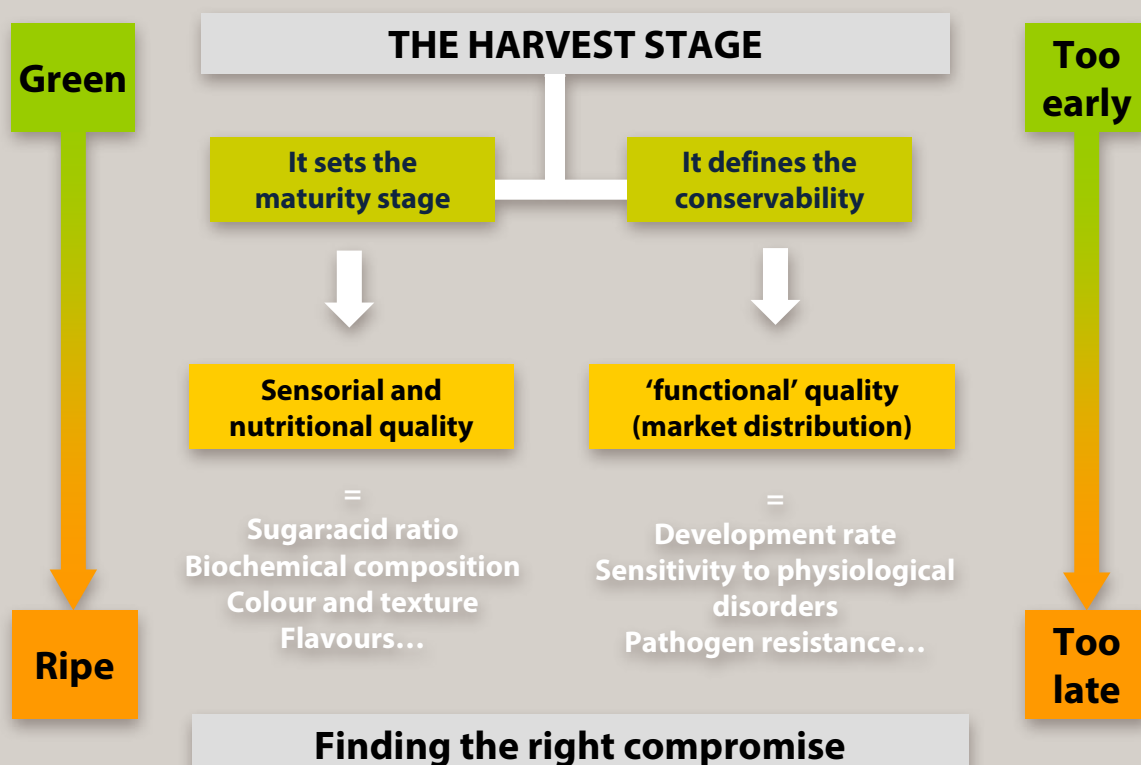 THE HARVEST STAGE
Green
Too
early
It sets the
maturity stage
It defines the
conservability
Sensorial and
nutritional quality
‘functional’ quality
(market distribution)
=
Sugar:acid ratio
Biochemical composition
Colour and texture
Flavours…
=
Development rate
Sensitivity to physiological
disorders
Pathogen resistance…
Ripe
Too
late
Finding the right compromise